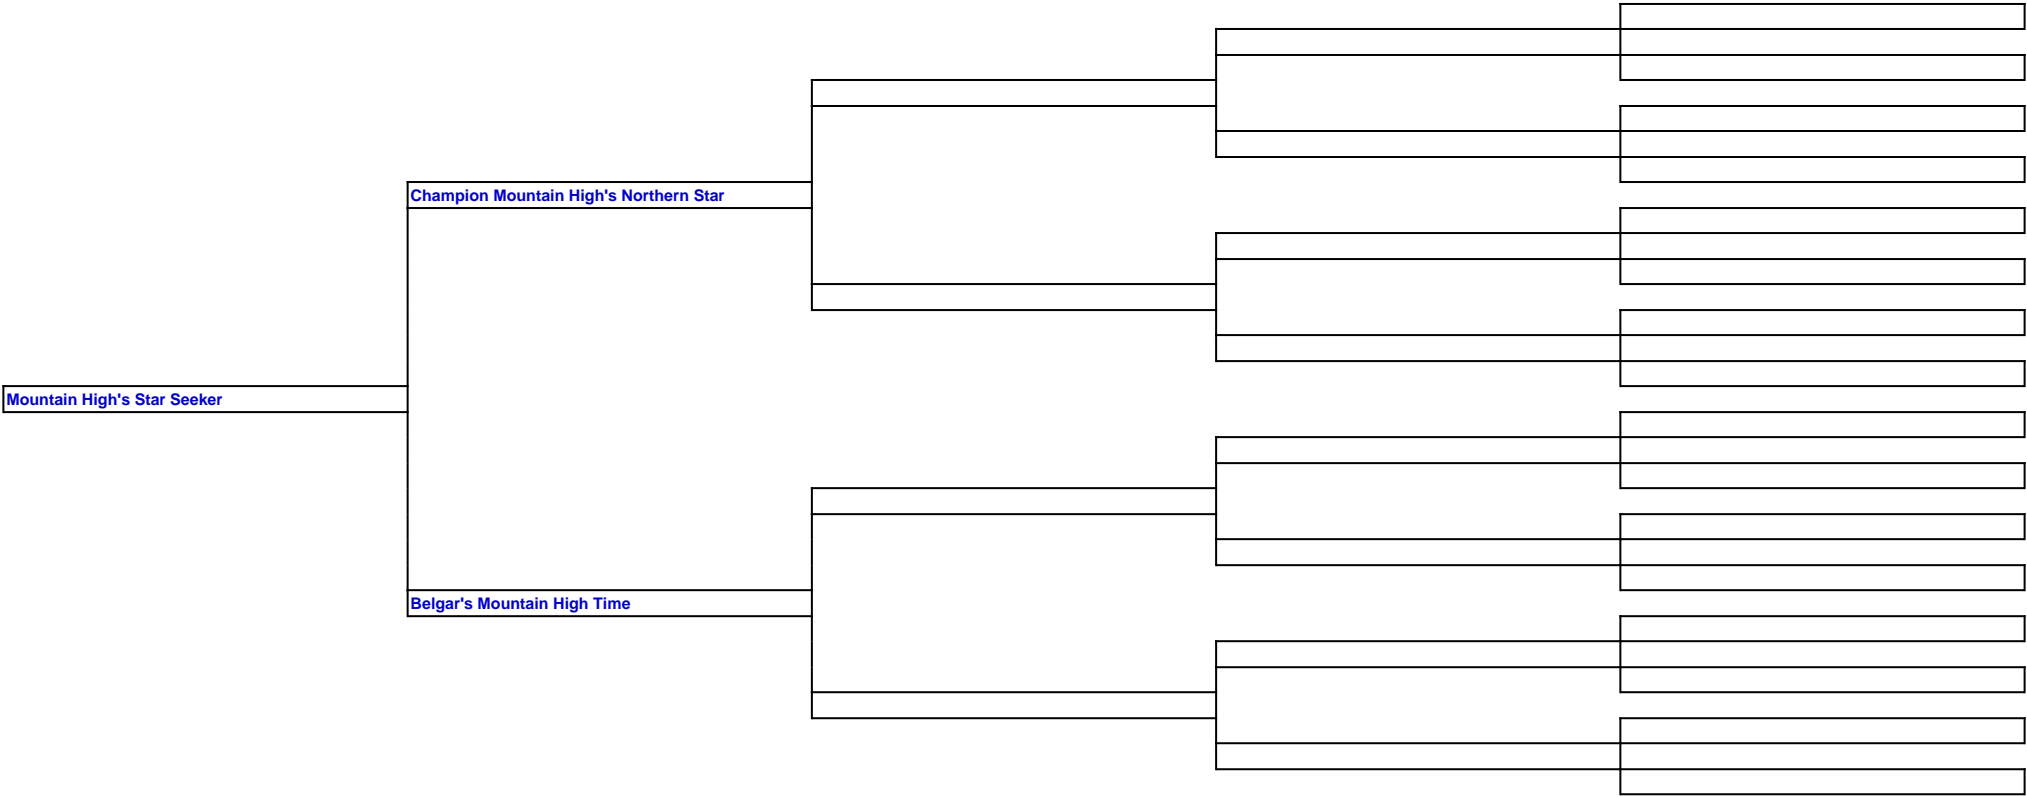 Champion Mountain High's Northern Star
Mountain High's Star Seeker
Belgar's Mountain High Time